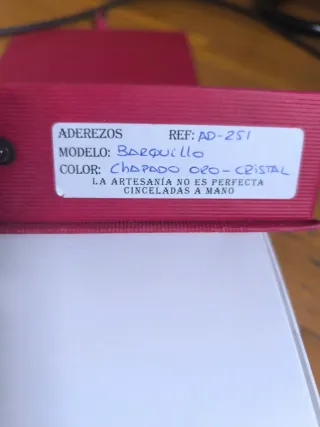 ADEREZOS REF: AD-251
MODELO: BARQUILLO
COLOR: CHAPADO ORO-CRISTAL
LA ARTESANÍA NO ES PERFECTA
CINCELADAS A MANO